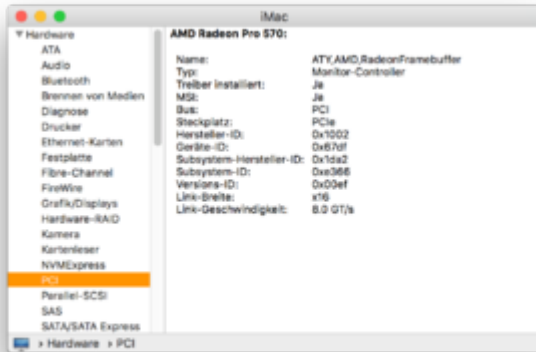 iMac
Hardware
ATA
Audio
Bluetooth
Brennen von Medien
Diagnose
Drucker
Ethernet-Karten
Festplatte
Fibre-Channel
FireWire
Grafik/Displays
Hardware-RAID
Kamera
Kartenleser
NVMExpress
PCI
Parallel-SCSI
SAS
SATA/SATA Express
AMD Radeon Pro 570:
Name: ATY,AMD,RadeonFramebuffer
Typ: Monitor-Controller
Treiber installiert: Ja
MSI: Ja
Bus: PCI
Steckplatz: PCIe
Hersteller-ID: 0x1002
Geräte-ID: 0x67df
Subsystem-Hersteller-ID: 0x1da2
Subsystem-ID: 0xe366
Versions-ID: 0x00ef
Link-Breite: x16
Link-Geschwindigkeit: 8.0 GT/s
Hardware › PCI